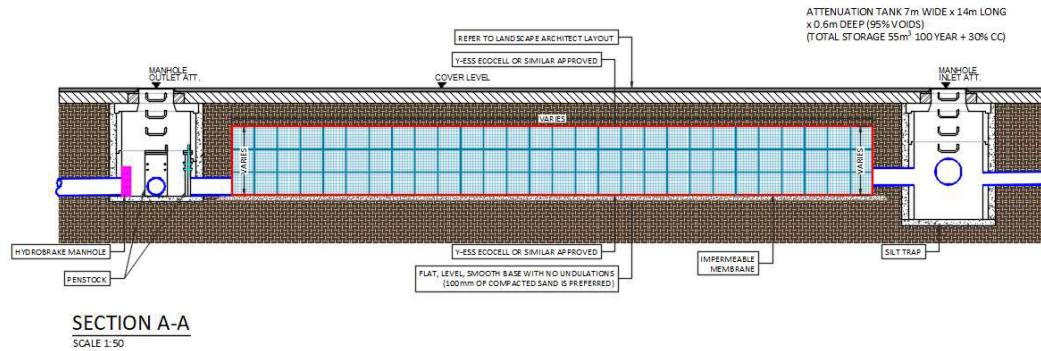 ATTENUATION TANK 7m WIDE x 14m LONG
x 0.6m DEEP (95% VOIDS)
(TOTAL STORAGE 55m³ 100 YEAR + 30% CC)
REFER TO LANDSCAPE ARCHITECT LAYOUT
Y-ESS ECOCELL OR SIMILAR APPROVED
MANHOLE
OUTLET ATT.
COVER LEVEL
MANHOLE
INLET ATT.
VARIES
VARIES
VARIES
HYDROBRAKE MANHOLE
PENSTOCK
Y-ESS ECOCELL OR SIMILAR APPROVED
FLAT, LEVEL, SMOOTH BASE WITH NO UNDULATIONS
(100mm OF COMPACTED SAND IS PREFERRED)
IMPERMEABLE
MEMBRANE
SILT TRAP
SECTION A-A
SCALE 1:50